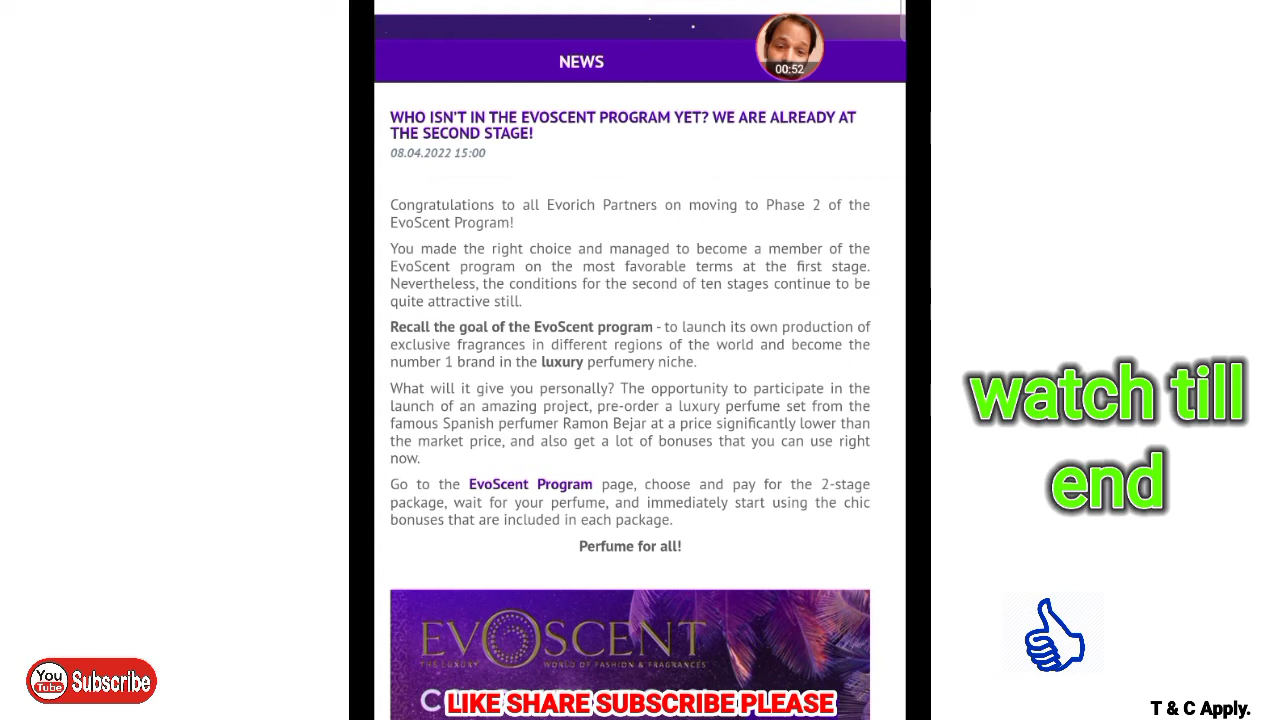 NEWS
00:52
WHO ISN'T IN THE EVOSCENT PROGRAM YET? WE ARE ALREADY AT
THE SECOND STAGE!
08.04.2022 15:00
Congratulations to all Evorich Partners on moving to Phase 2 of the
EvoScent Program!
You made the right choice and managed to become a member of the
EvoScent program on the most favorable terms at the first stage.
Nevertheless, the conditions for the second of ten stages continue to be
quite attractive still.
Recall the goal of the EvoScent program - to launch its own production of
exclusive fragrances in different regions of the world and become the
number 1 brand in the luxury perfumery niche.
What will it give you personally? The opportunity to participate in the
launch of an amazing project, pre-order a luxury perfume set from the
famous Spanish perfumer Ramon Bejar at a price significantly lower than
the market price, and also get a lot of bonuses that you can use right
now.
Go to the EvoScent Program page, choose and pay for the 2-stage
package, wait for your perfume, and immediately start using the chic
bonuses that are included in each package.
Perfume for all!
EVOSCENT
THE LUXURY WORLD OF FASHION & FRAGRANCES
LIKE SHARE SUBSCRIBE PLEASE
watch till
end
You
Tube
Subscribe
T & C Apply.